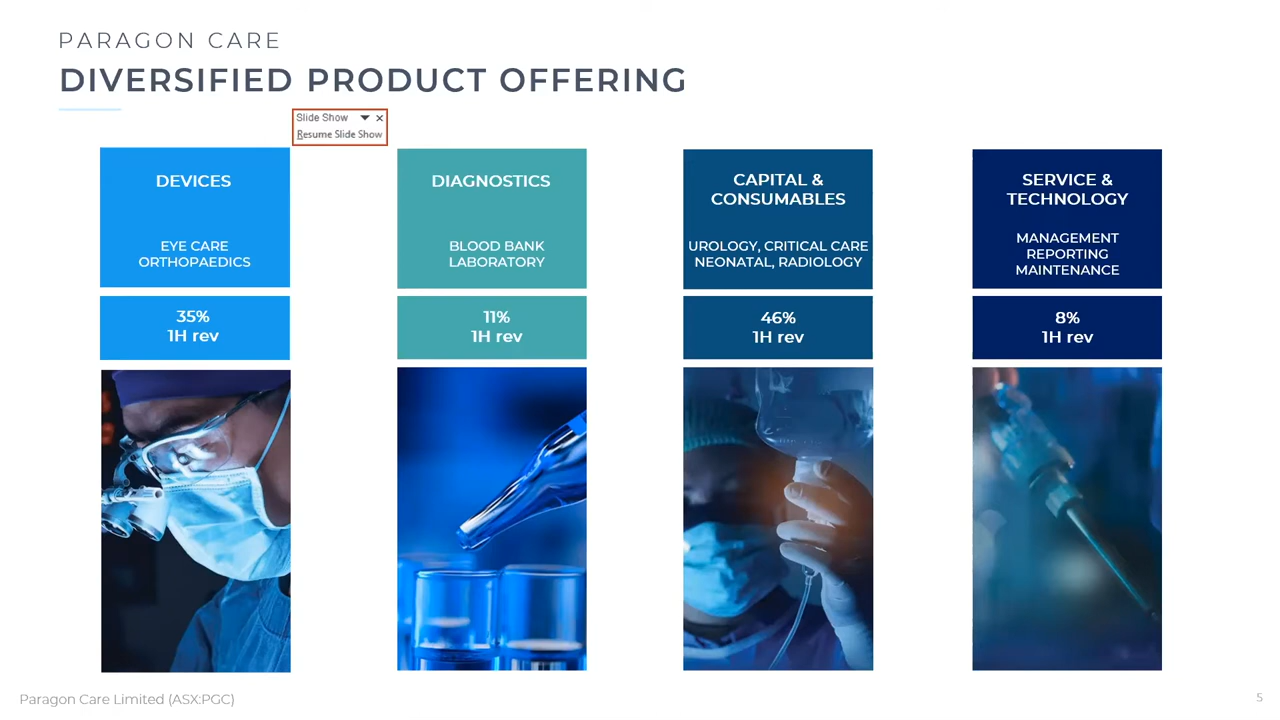 PARAGON CARE
DIVERSIFIED PRODUCT OFFERING
Slide Show
Resume Slide Show
DEVICES
EYE CARE
ORTHOPAEDICS
35%
1H rev
DIAGNOSTICS
BLOOD BANK
LABORATORY
11%
1H rev
CAPITAL &
CONSUMABLES
UROLOGY, CRITICAL CARE
NEONATAL, RADIOLOGY
46%
1H rev
SERVICE &
TECHNOLOGY
MANAGEMENT
REPORTING
MAINTENANCE
8%
1H rev
Paragon Care Limited (ASX:PGC)
5